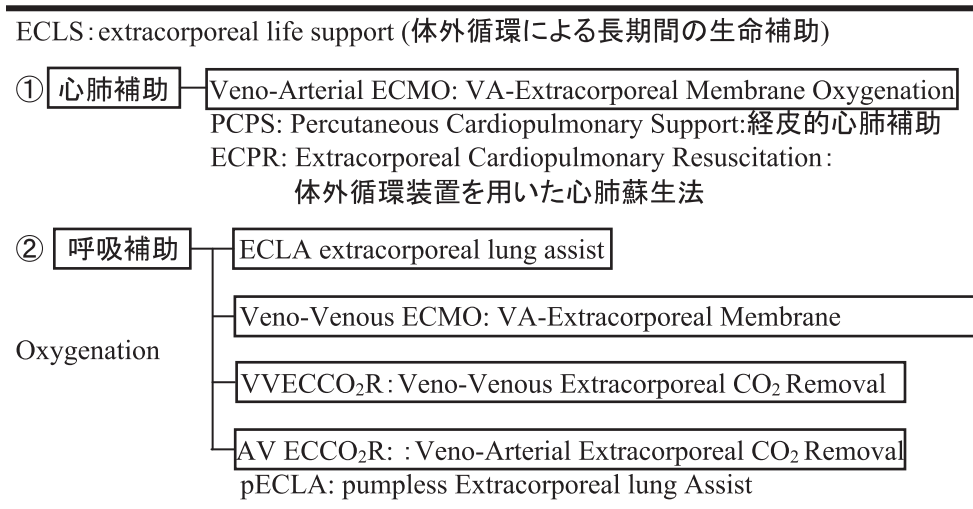 ECLS：extracorporeal life support (体外循環による長期間の生命補助)
① 心肺補助 Veno-Arterial ECMO: VA-Extracorporeal Membrane Oxygenation
PCPS: Percutaneous Cardiopulmonary Support:経皮的心肺補助
ECPR: Extracorporeal Cardiopulmonary Resuscitation：
体外循環装置を用いた心肺蘇生法
② 呼吸補助 ECLA extracorporeal lung assist
Veno-Venous ECMO: VA-Extracorporeal Membrane
Oxygenation
VVECCO₂R：Veno-Venous Extracorporeal CO₂ Removal
AV ECCO₂R:：Veno-Arterial Extracorporeal CO₂ Removal
pECLA: pumpless Extracorporeal lung Assist